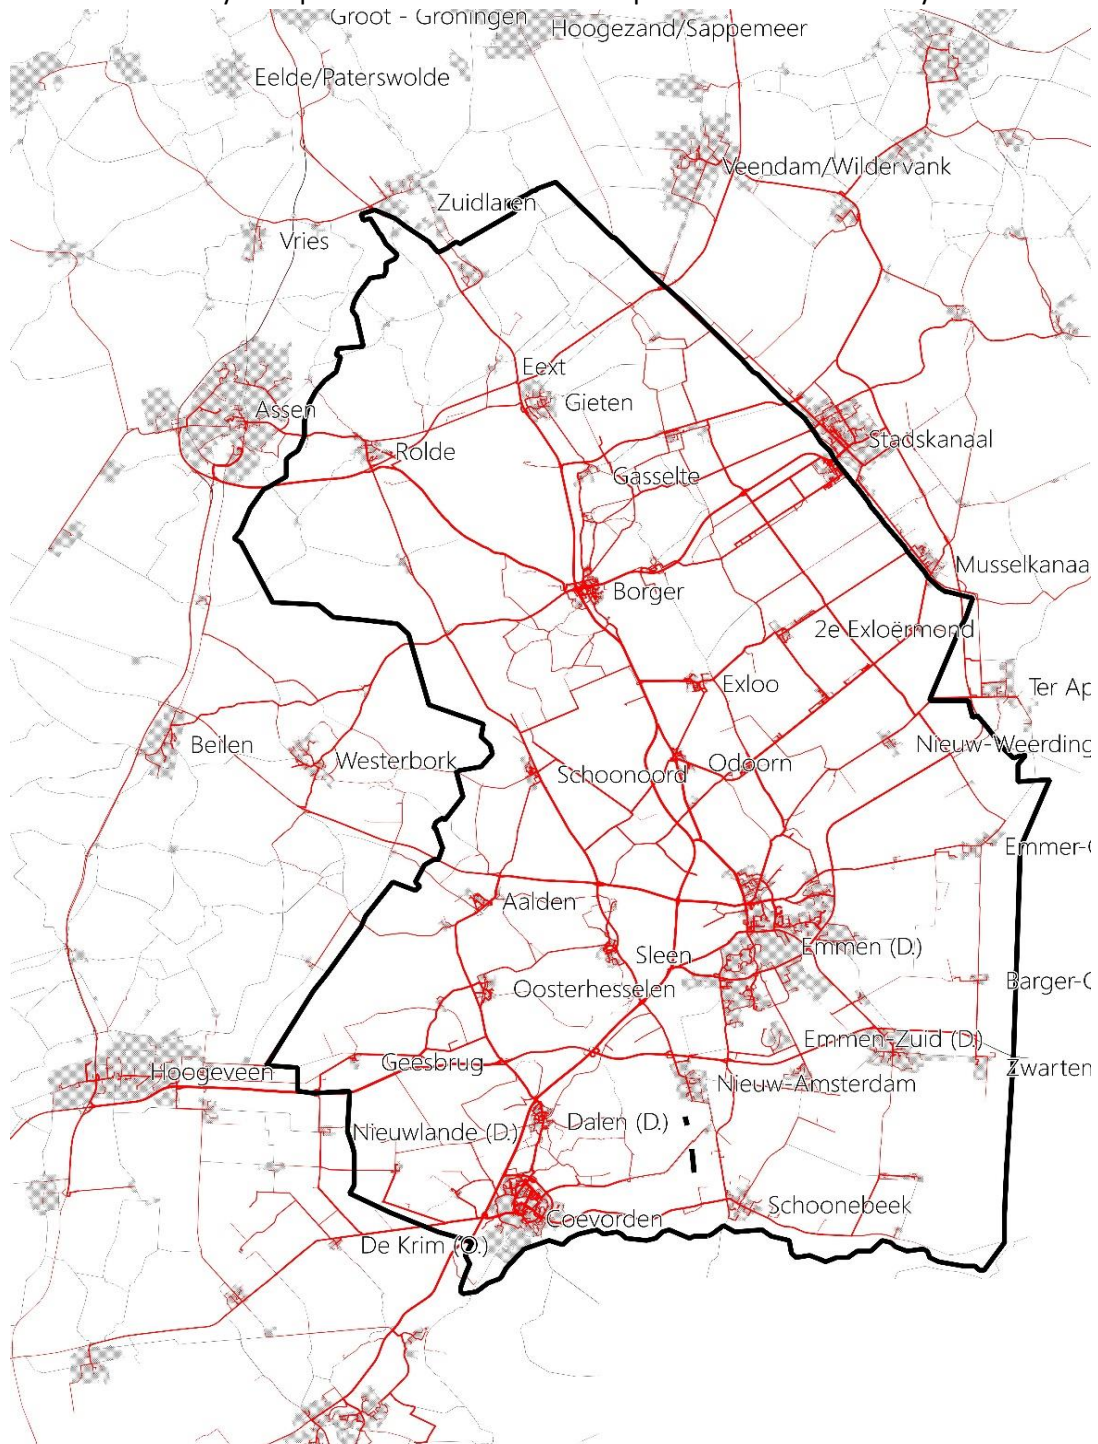 Groot - Groningen
Hoogezand/Sappemeer
Eelde/Paterswolde
Veendam/Wildervank
Zuidlaren
Vries
Eext
Gieten
Assen
Stadskanaal
Rolde
Gasselte
Musselkanaa
Borger
2e Exloërmond
Exloo
Ter Ap
Beilen
Nieuw-Weerding
Westerbork
Odoorn
Schoonoord
Emmer-
Aalden
Emmen (D.)
Sleen
Barger-
Oosterhesselen
Emmen-Zuid (D.)
Geesbrug
Zwarten
Hoogeveen
Nieuw-Amsterdam
Dalen (D.)
Nieuwlande (D.)
Schoonebeek
Coevorden
De Krim (O.)